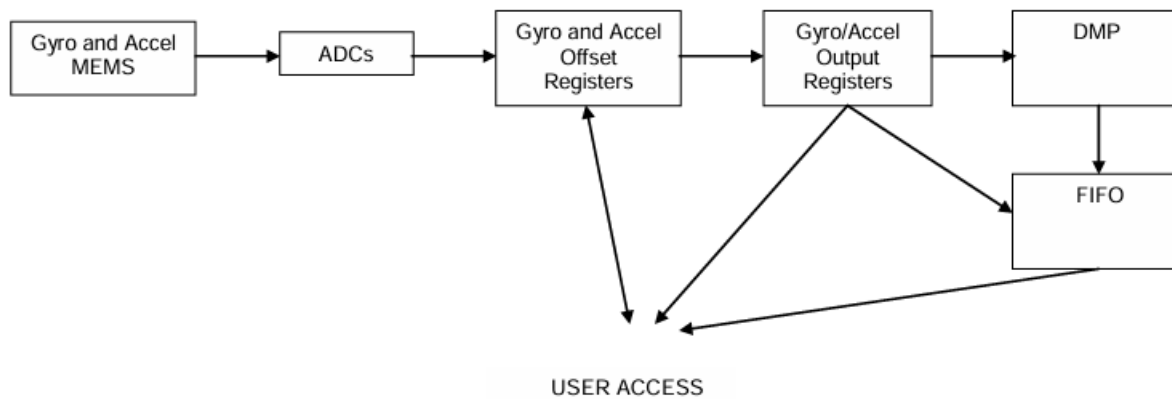 Gyro and Accel
MEMS
ADCs
Gyro and Accel
Offset
Registers
Gyro/Accel
Output
Registers
DMP
FIFO
USER ACCESS